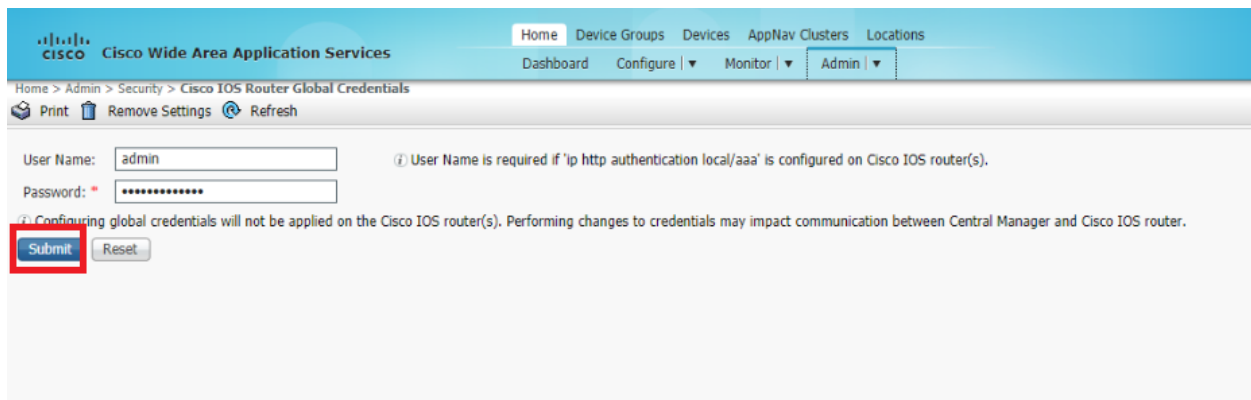 Home Device Groups Devices AppNav Clusters Locations
CISCO Cisco Wide Area Application Services
Dashboard Configure | ▼ Monitor | ▼ Admin | ▼
Home > Admin > Security > Cisco IOS Router Global Credentials
Print Remove Settings Refresh
User Name: admin User Name is required if 'ip http authentication local/aaa' is configured on Cisco IOS router(s).
Password: * •••••••••••••
Configuring global credentials will not be applied on the Cisco IOS router(s). Performing changes to credentials may impact communication between Central Manager and Cisco IOS router.
Submit Reset